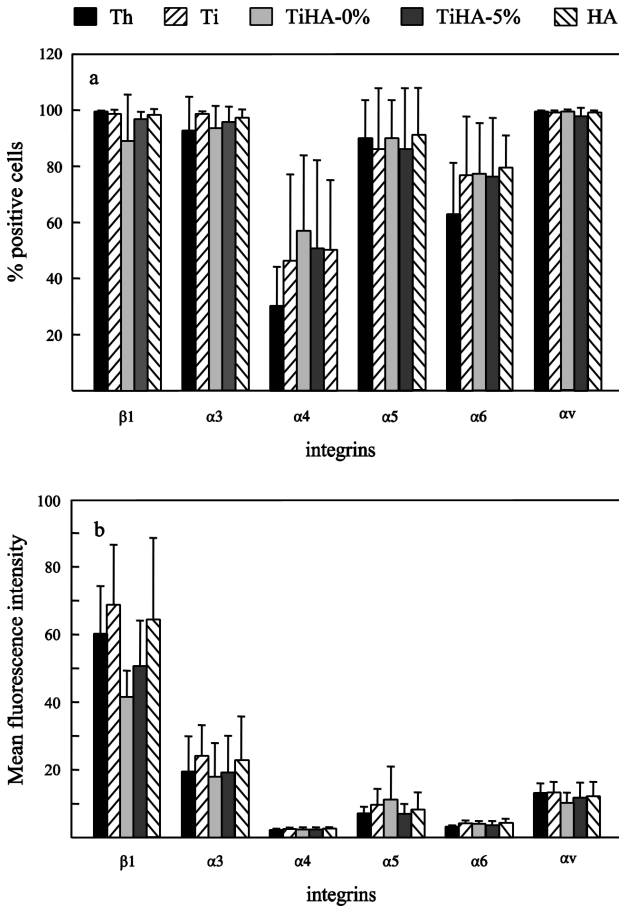 Th Ti TiHA-0% TiHA-5% HA
120
a
100
80
60
40
20
% positive cells
β1 α3 α4 α5 α6 αv
integrins
100
b
80
60
40
20
Mean fluorescence intensity
β1 α3 α4 α5 α6 αv
integrins